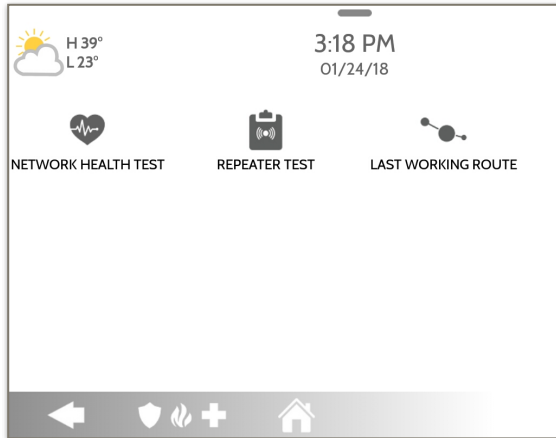 H 39°
L 23°
3:18 PM
01/24/18
NETWORK HEALTH TEST
REPEATER TEST
LAST WORKING ROUTE